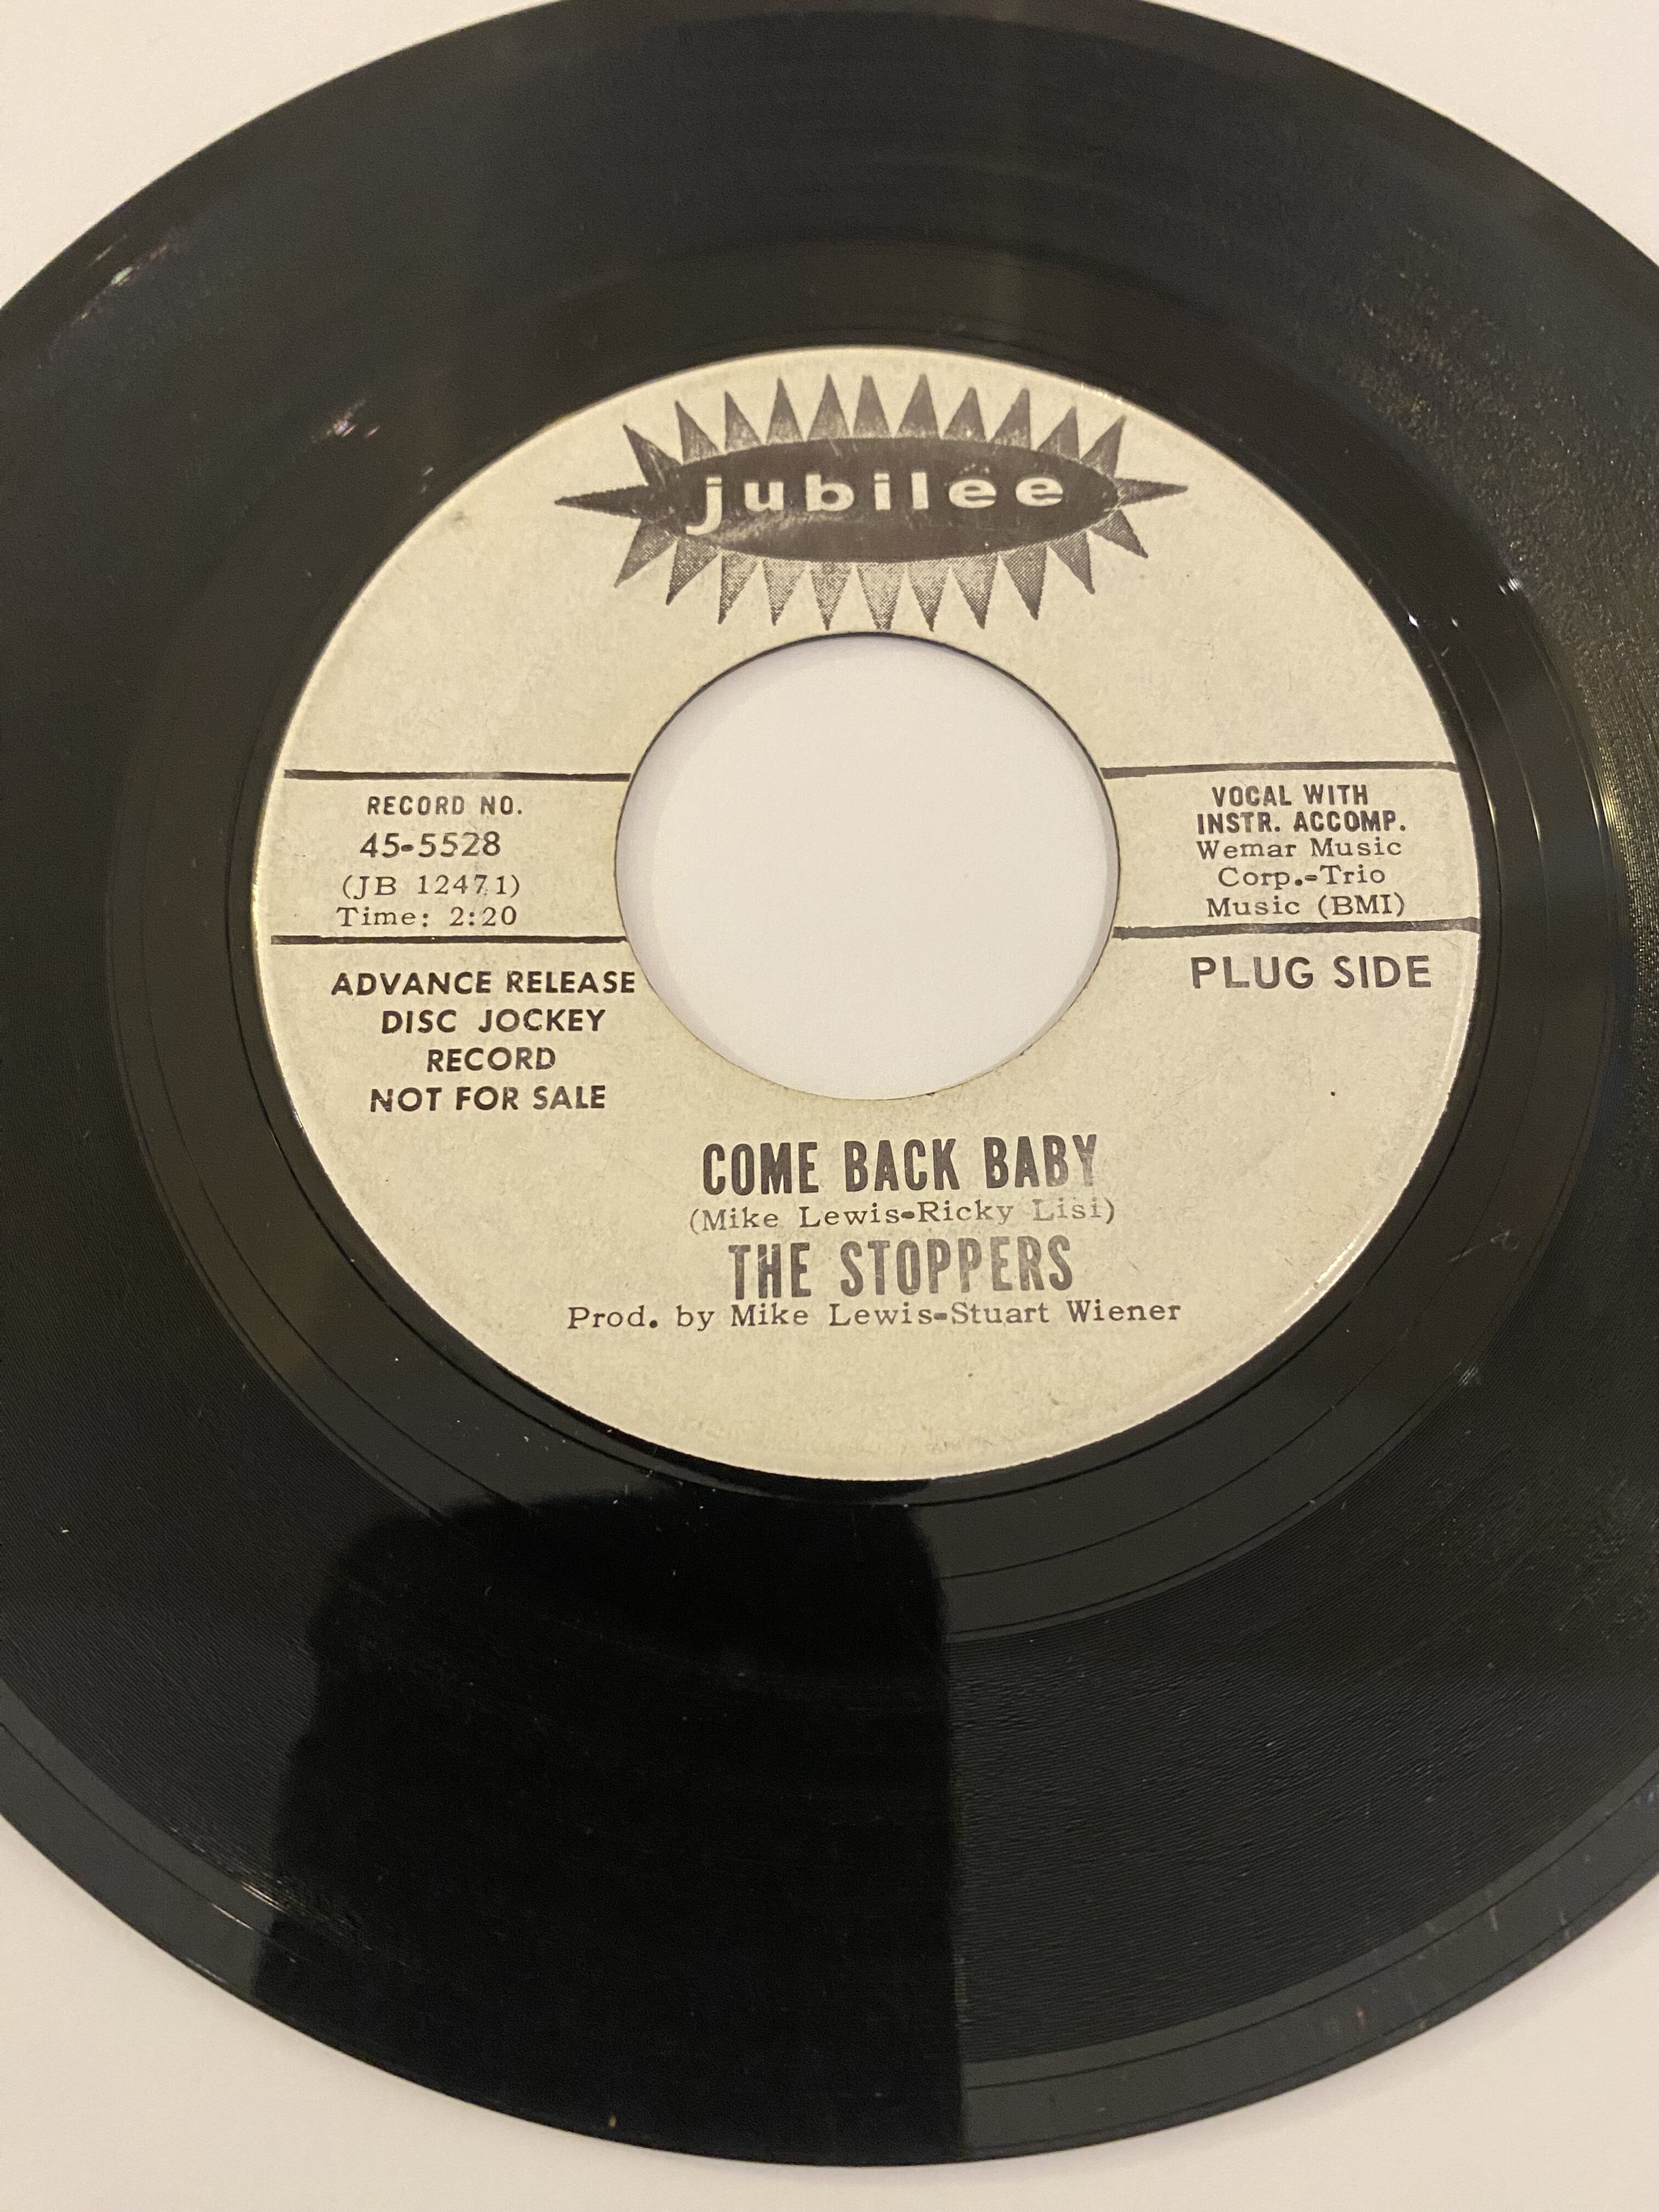 jubilee
RECORD NO.
45-5528
(JB 12471)
Time: 2:20
VOCAL WITH
INSTR. ACCOMP.
Wemar Music
Corp.-Trio
Music (BMI)
ADVANCE RELEASE
DISC JOCKEY
RECORD
NOT FOR SALE
PLUG SIDE
COME BACK BABY
(Mike Lewis-Ricky Lisi)
THE STOPPERS
Prod. by Mike Lewis-Stuart Wiener